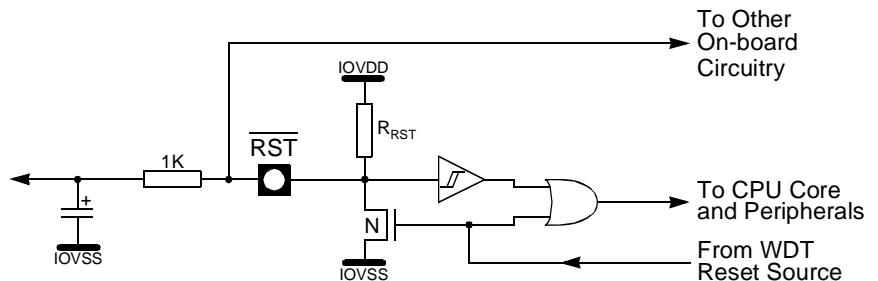 To Other
On-board
Circuitry
IOVDD
RRST
RST
1K
+
N
To CPU Core
and Peripherals
IOVSS
IOVSS
From WDT
Reset Source